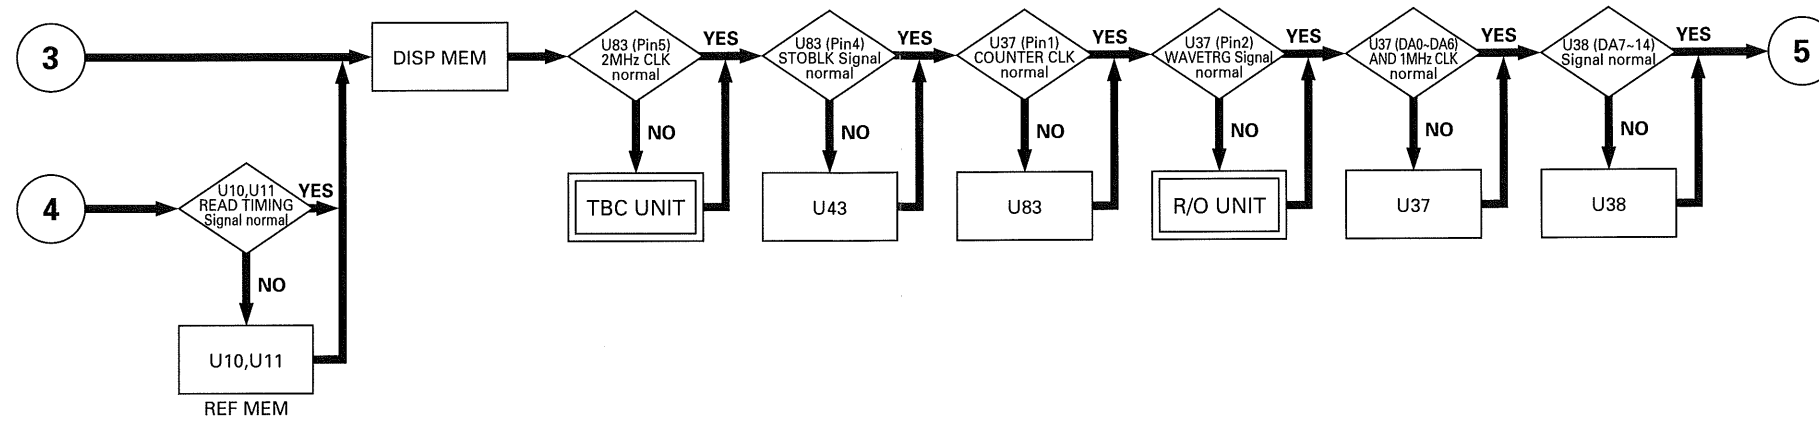 3
DISP MEM
U83 (Pin5)
2MHz CLK
normal
YES
U83 (Pin4)
STOBLK Signal
normal
YES
U37 (Pin1)
COUNTER CLK
normal
YES
U37 (Pin2)
WAVETRG Signal
normal
YES
U37 (DA0~DA6)
AND 1MHz CLK
normal
YES
U38 (DA7~14)
Signal normal
YES
5
NO
NO
NO
NO
NO
NO
TBC UNIT
U43
U83
R/O UNIT
U37
U38
4
U10,U11
READ TIMING
Signal normal
YES
NO
U10,U11
REF MEM